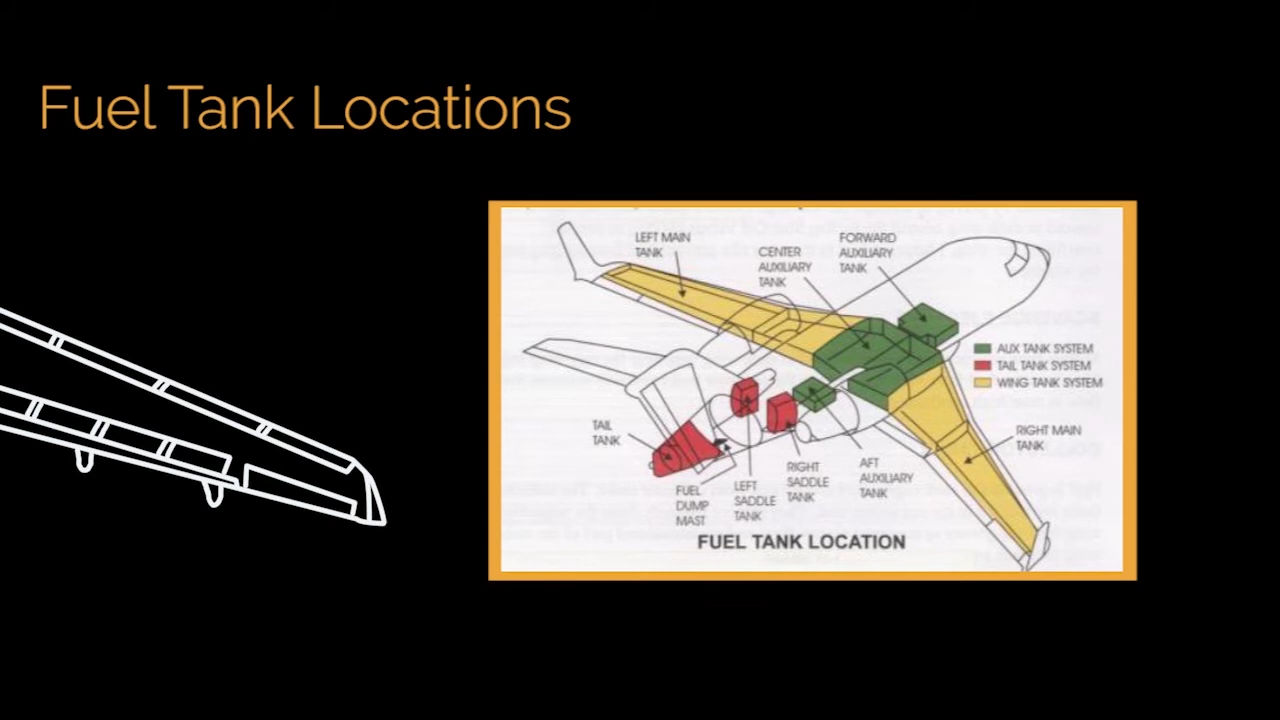 Fuel Tank Locations
LEFT MAIN
TANK
CENTER
AUXILIARY
TANK
FORWARD
AUXILIARY
TANK
AUX TANK SYSTEM
TAIL TANK SYSTEM
WING TANK SYSTEM
TAIL
TANK
RIGHT MAIN
TANK
FUEL
DUMP
MAST
LEFT
SADDLE
TANK
RIGHT
SADDLE
TANK
AFT
AUXILIARY
TANK
FUEL TANK LOCATION